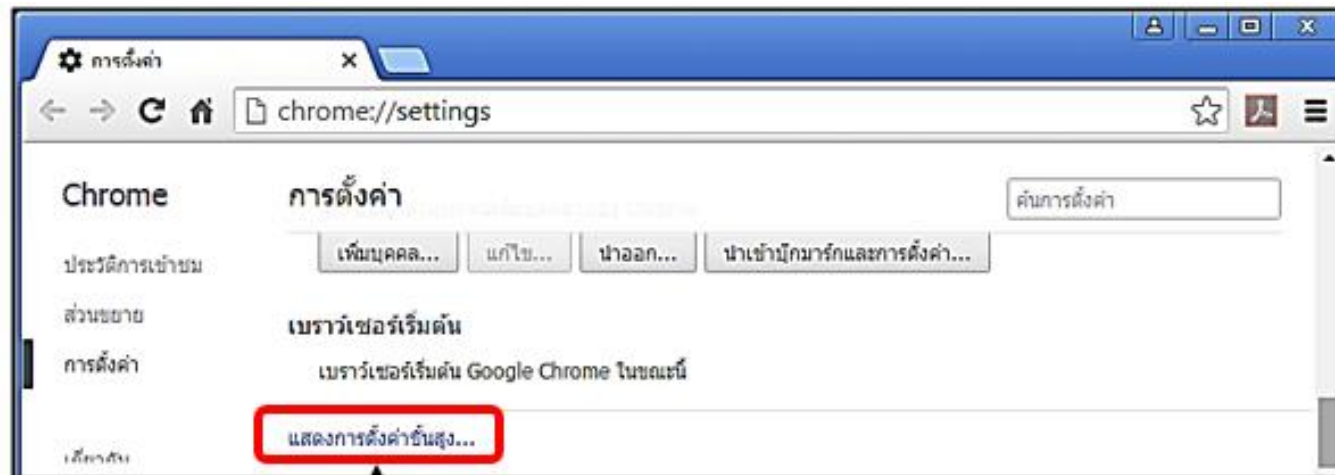 การตั้งค่า
chrome://settings
Chrome
การตั้งค่า
ค้นการตั้งค่า
เพิ่มบุคคล... แก้ไข... นำออก... นำเข้าบุ๊กมาร์กและการตั้งค่า...
ประวัติการเข้าชม
ส่วนขยาย
การตั้งค่า
เบราว์เซอร์เริ่มต้น
เบราว์เซอร์เริ่มต้น Google Chrome ในขณะนี้
แสดงการตั้งค่าขั้นสูง...
เกี่ยวกับ